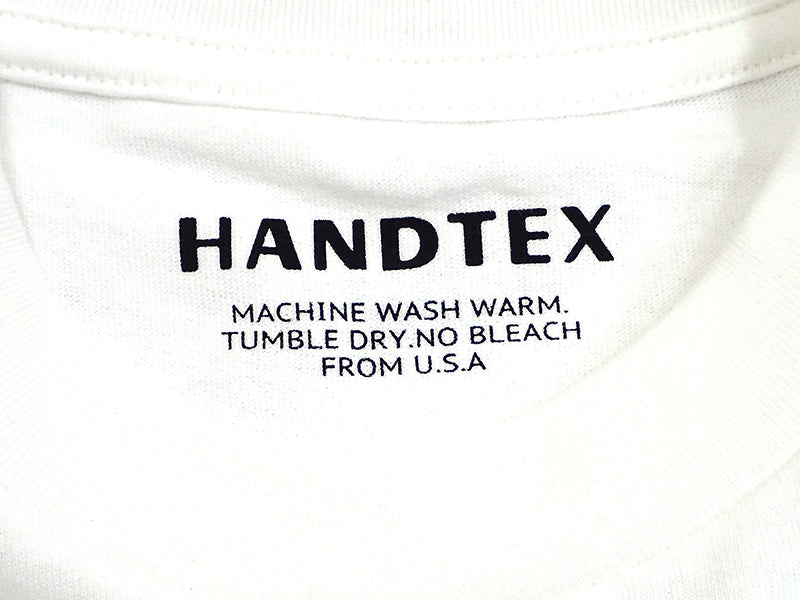 HANDTEX
MACHINE WASH WARM.
TUMBLE DRY.NO BLEACH
FROM U.S.A